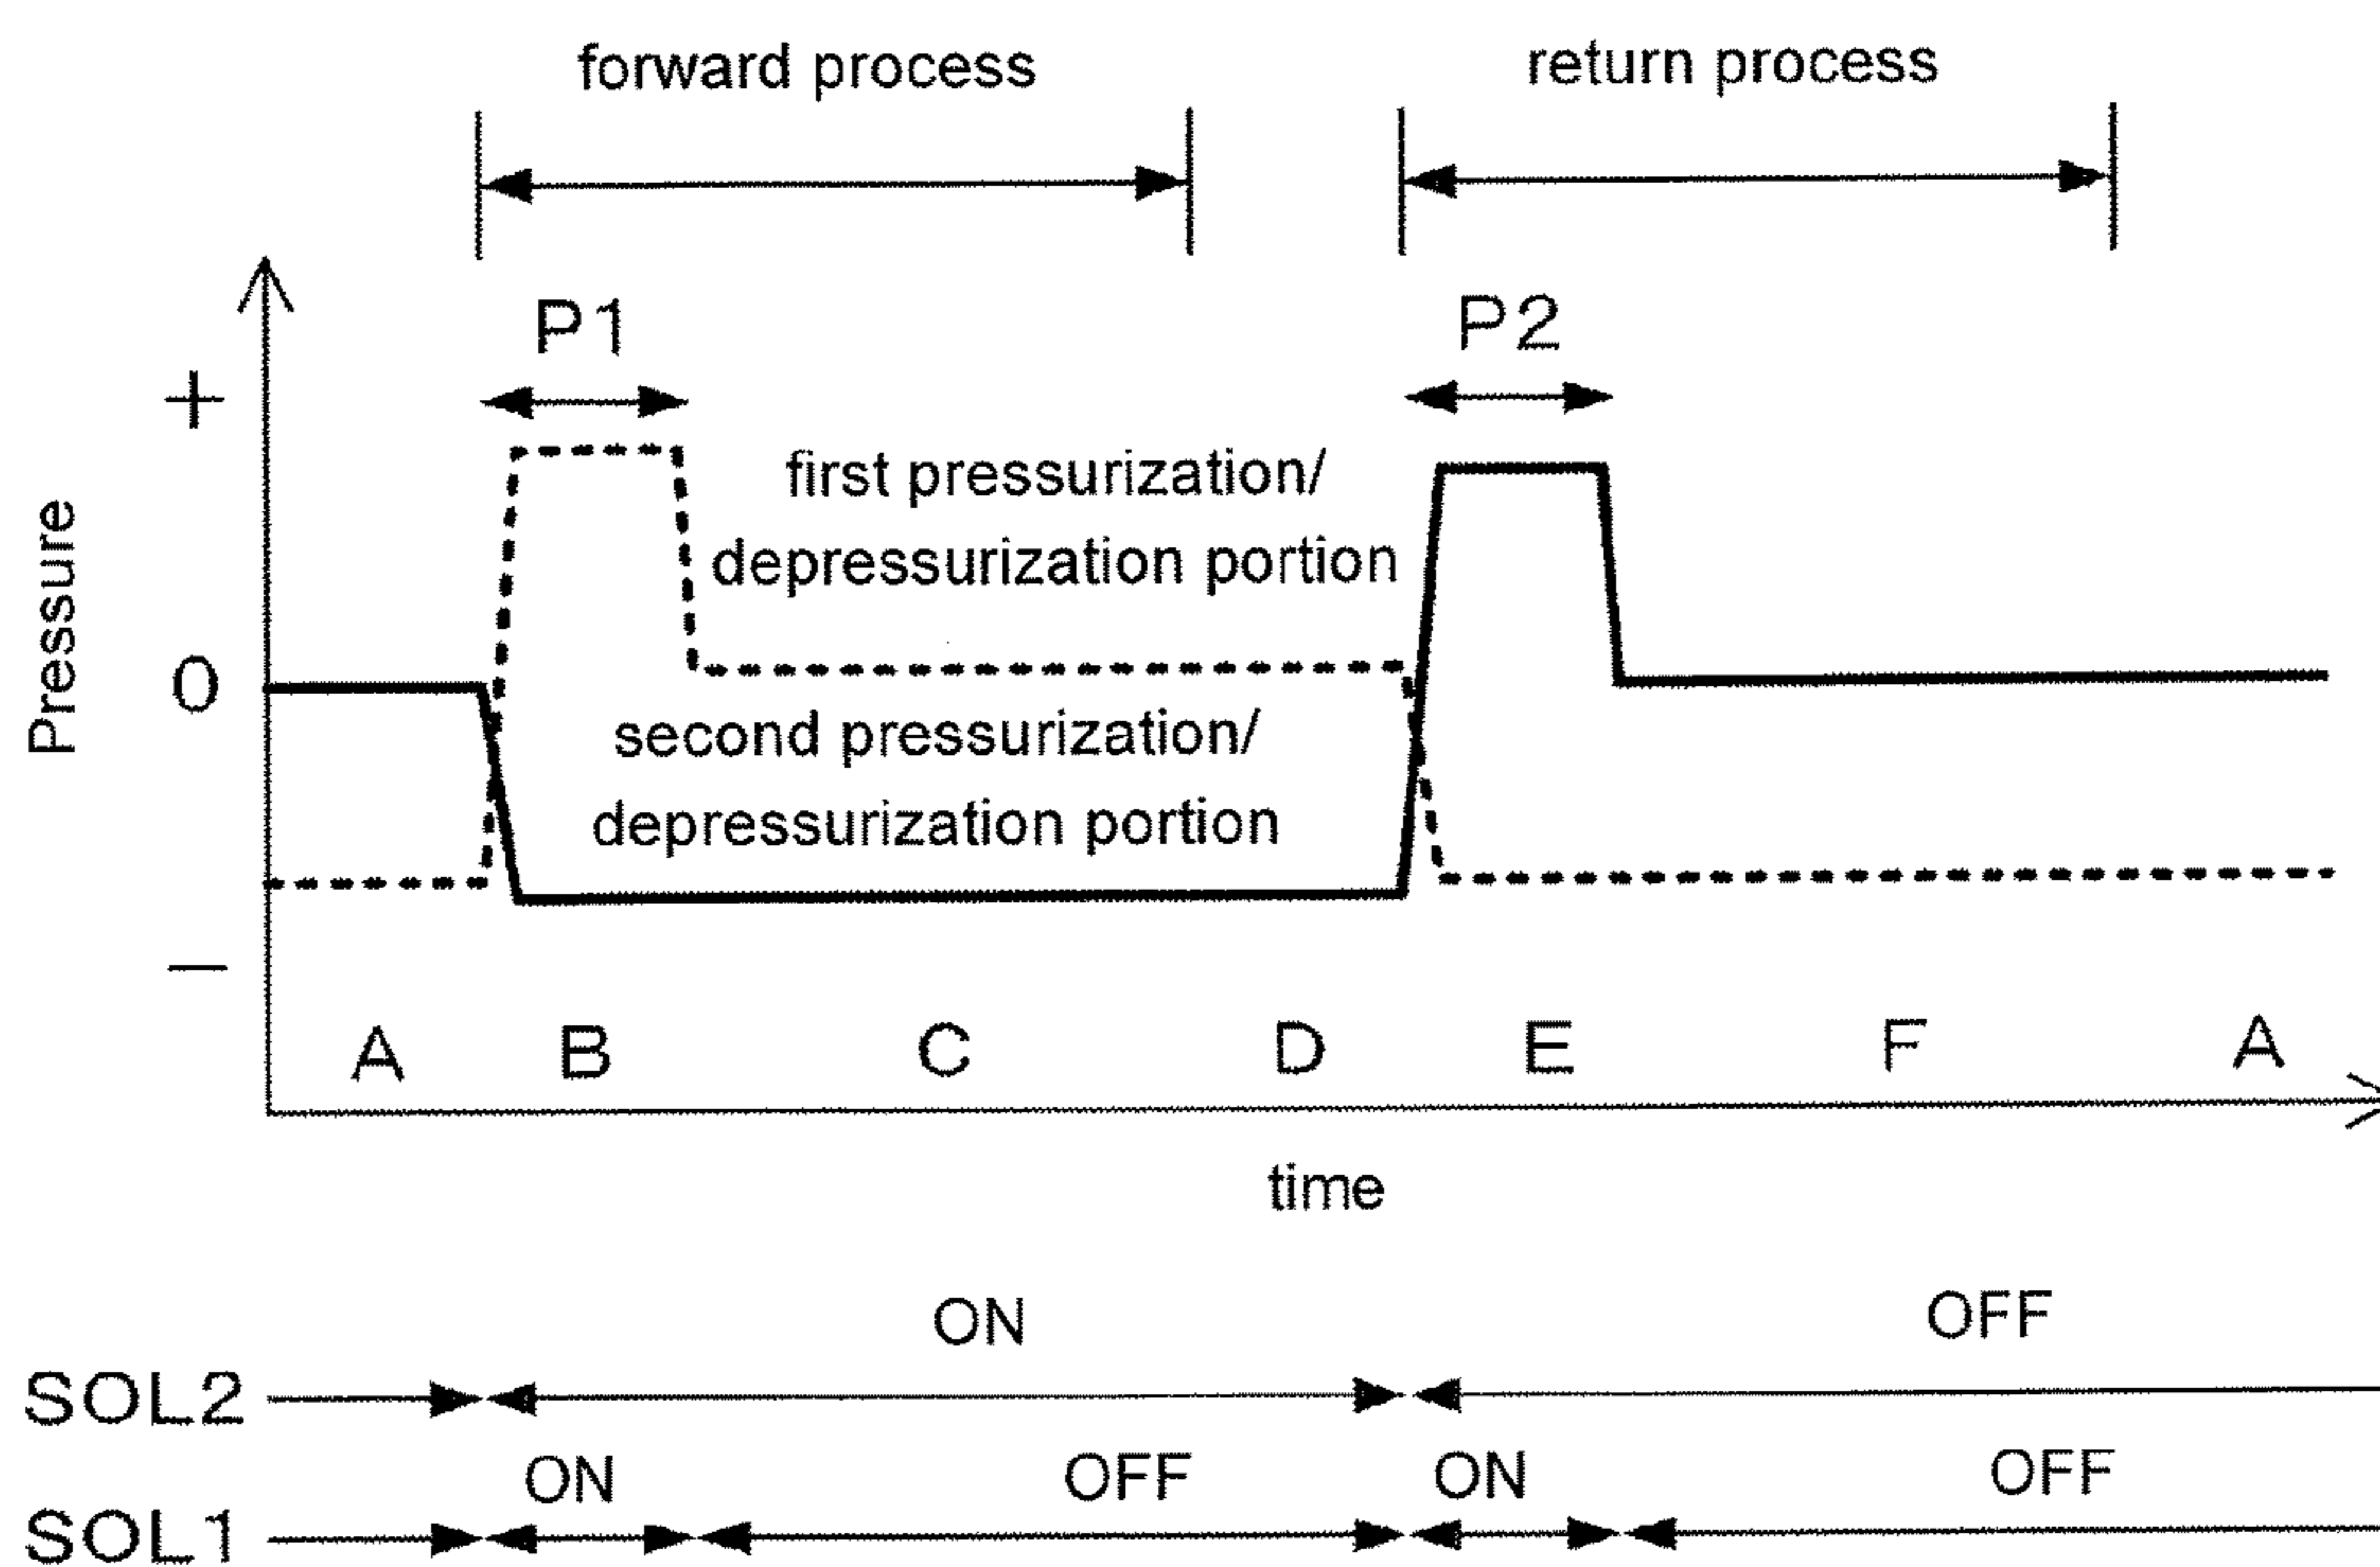 forward process
return process
P1
P2
+
first pressurization/
depressurization portion
Pressure
0
second pressurization/
depressurization portion
−
A B C D E F A
time
ON OFF
SOL2
ON OFF ON OFF
SOL1